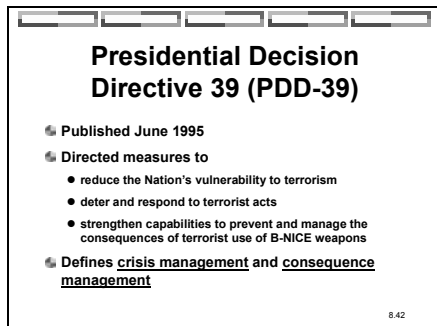 Presidential Decision
Directive 39 (PDD-39)
Published June 1995
Directed measures to
reduce the Nation's vulnerability to terrorism
deter and respond to terrorist acts
strengthen capabilities to prevent and manage the
consequences of terrorist use of B-NICE weapons
Defines crisis management and consequence
management
8.42